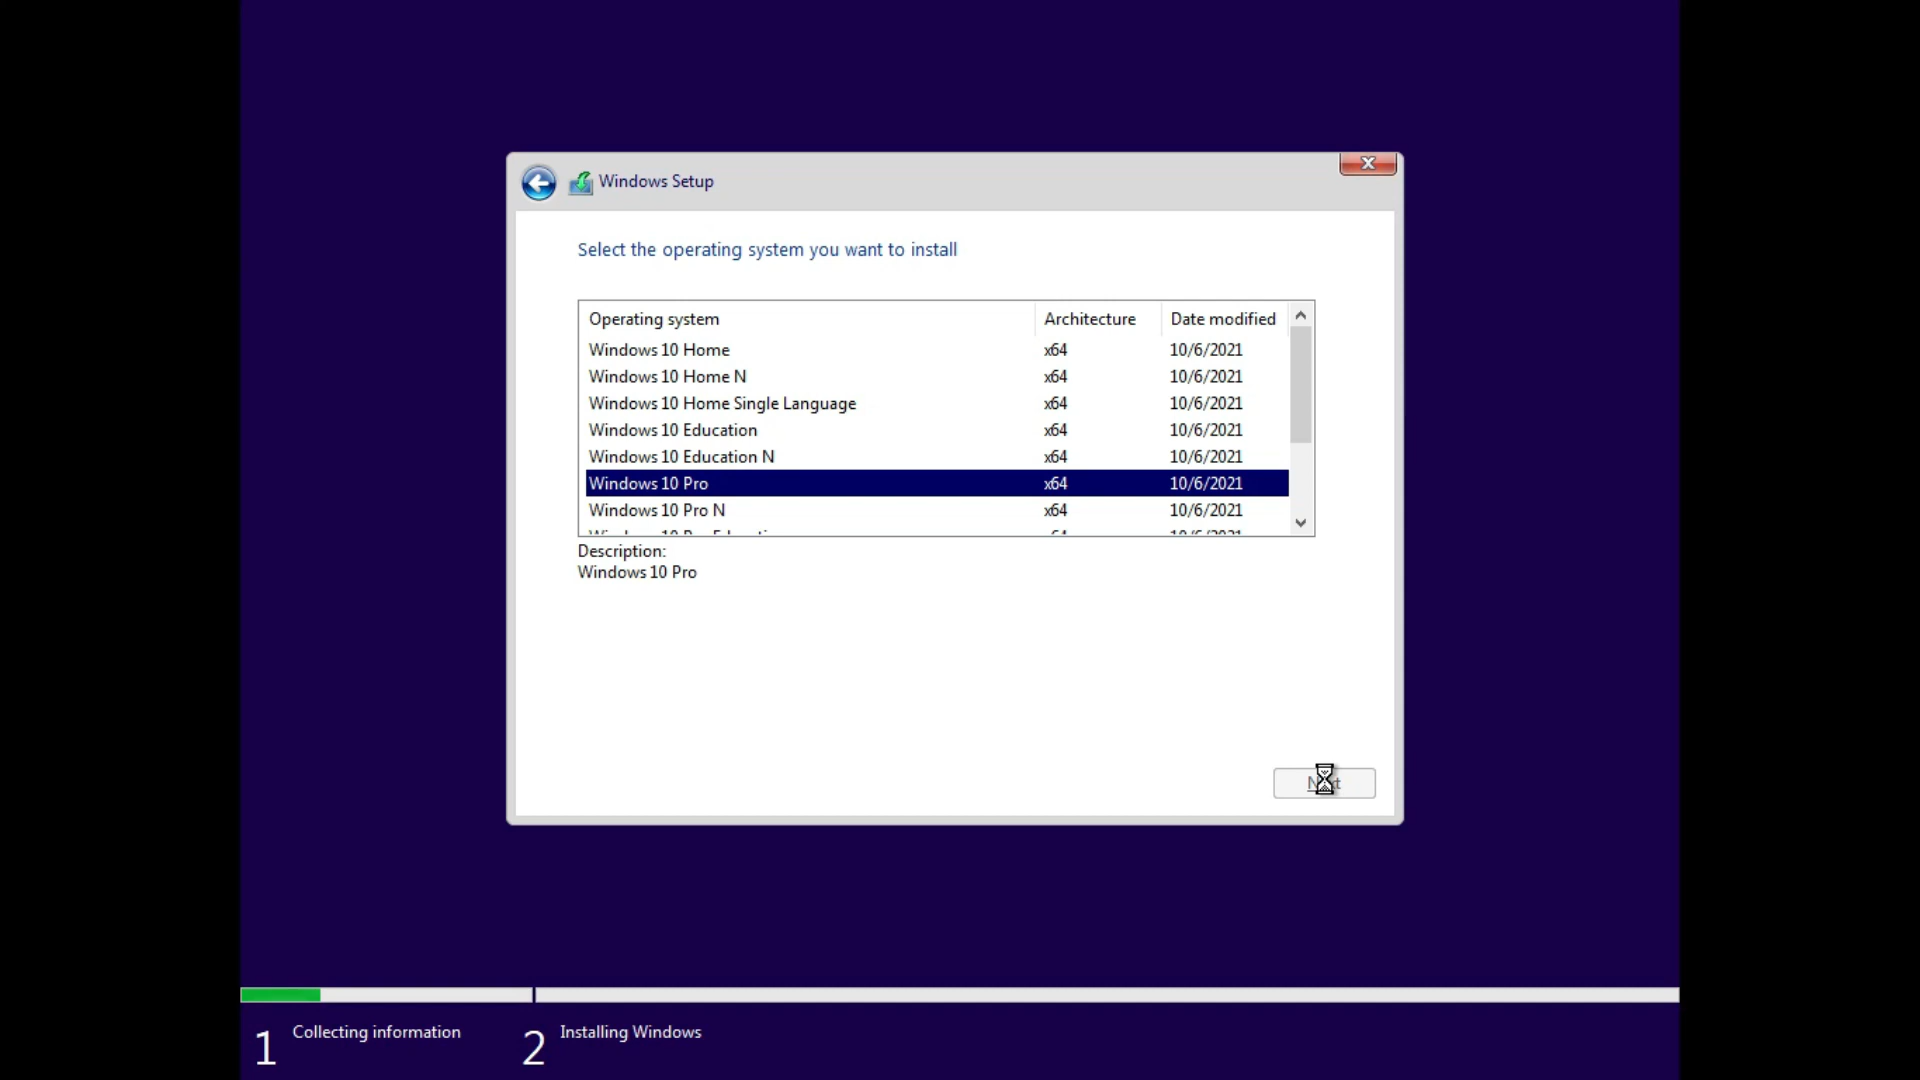 Windows Setup
Select the operating system you want to install
Operating system Architecture Date modified
Windows 10 Home x64 10/6/2021
Windows 10 Home N x64 10/6/2021
Windows 10 Home Single Language x64 10/6/2021
Windows 10 Education x64 10/6/2021
Windows 10 Education N x64 10/6/2021
Windows 10 Pro x64 10/6/2021
Windows 10 Pro N x64 10/6/2021
Description:
Windows 10 Pro
Next
1 Collecting information 2 Installing Windows